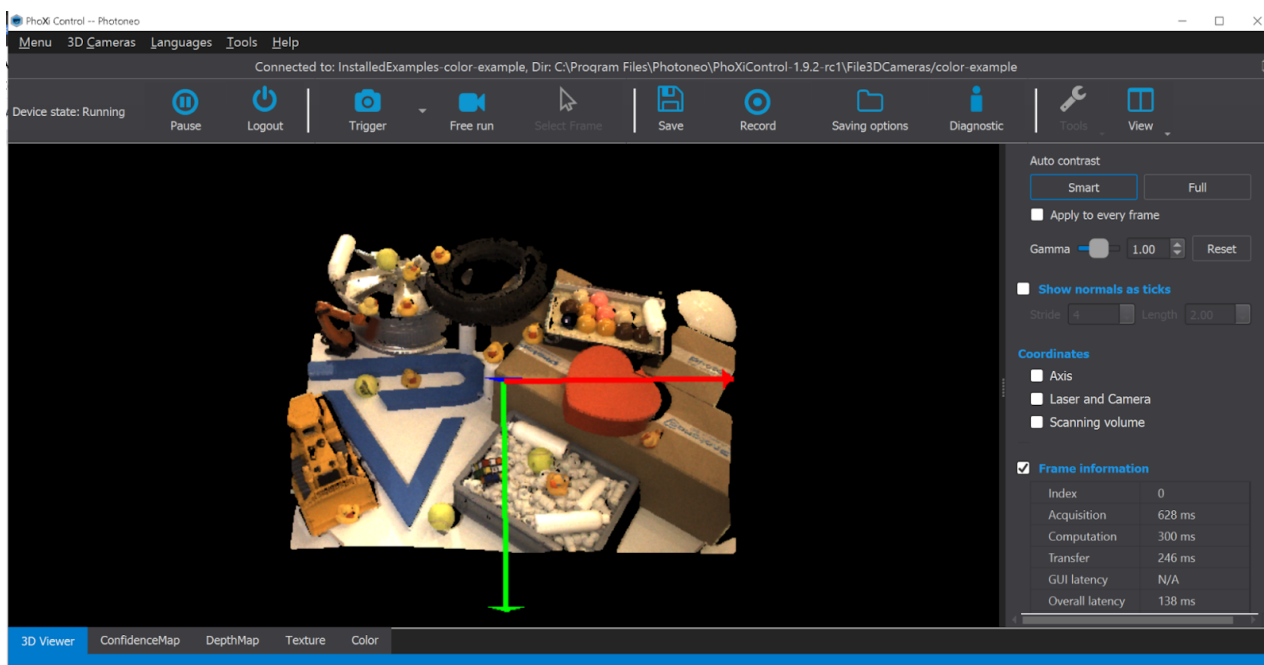 PhoXi Control -- Photoneo
Menu 3D Cameras Languages Tools Help
Connected to: InstalledExamples-color-example, Dir: C:\Program Files\Photoneo\PhoXiControl-1.9.2-rc1\File3DCameras/color-example
Device state: Running
Pause Logout Trigger Free run Select Frame Save Record Saving options Diagnostic Tools View
Auto contrast
Smart Full
Apply to every frame
Gamma 1.00 Reset
Show normals as ticks
Stride 4 Length 2.00
Coordinates
Axis
Laser and Camera
Scanning volume
Frame information
Index 0
Acquisition 628 ms
Computation 300 ms
Transfer 246 ms
GUI latency N/A
Overall latency 138 ms
3D Viewer ConfidenceMap DepthMap Texture Color